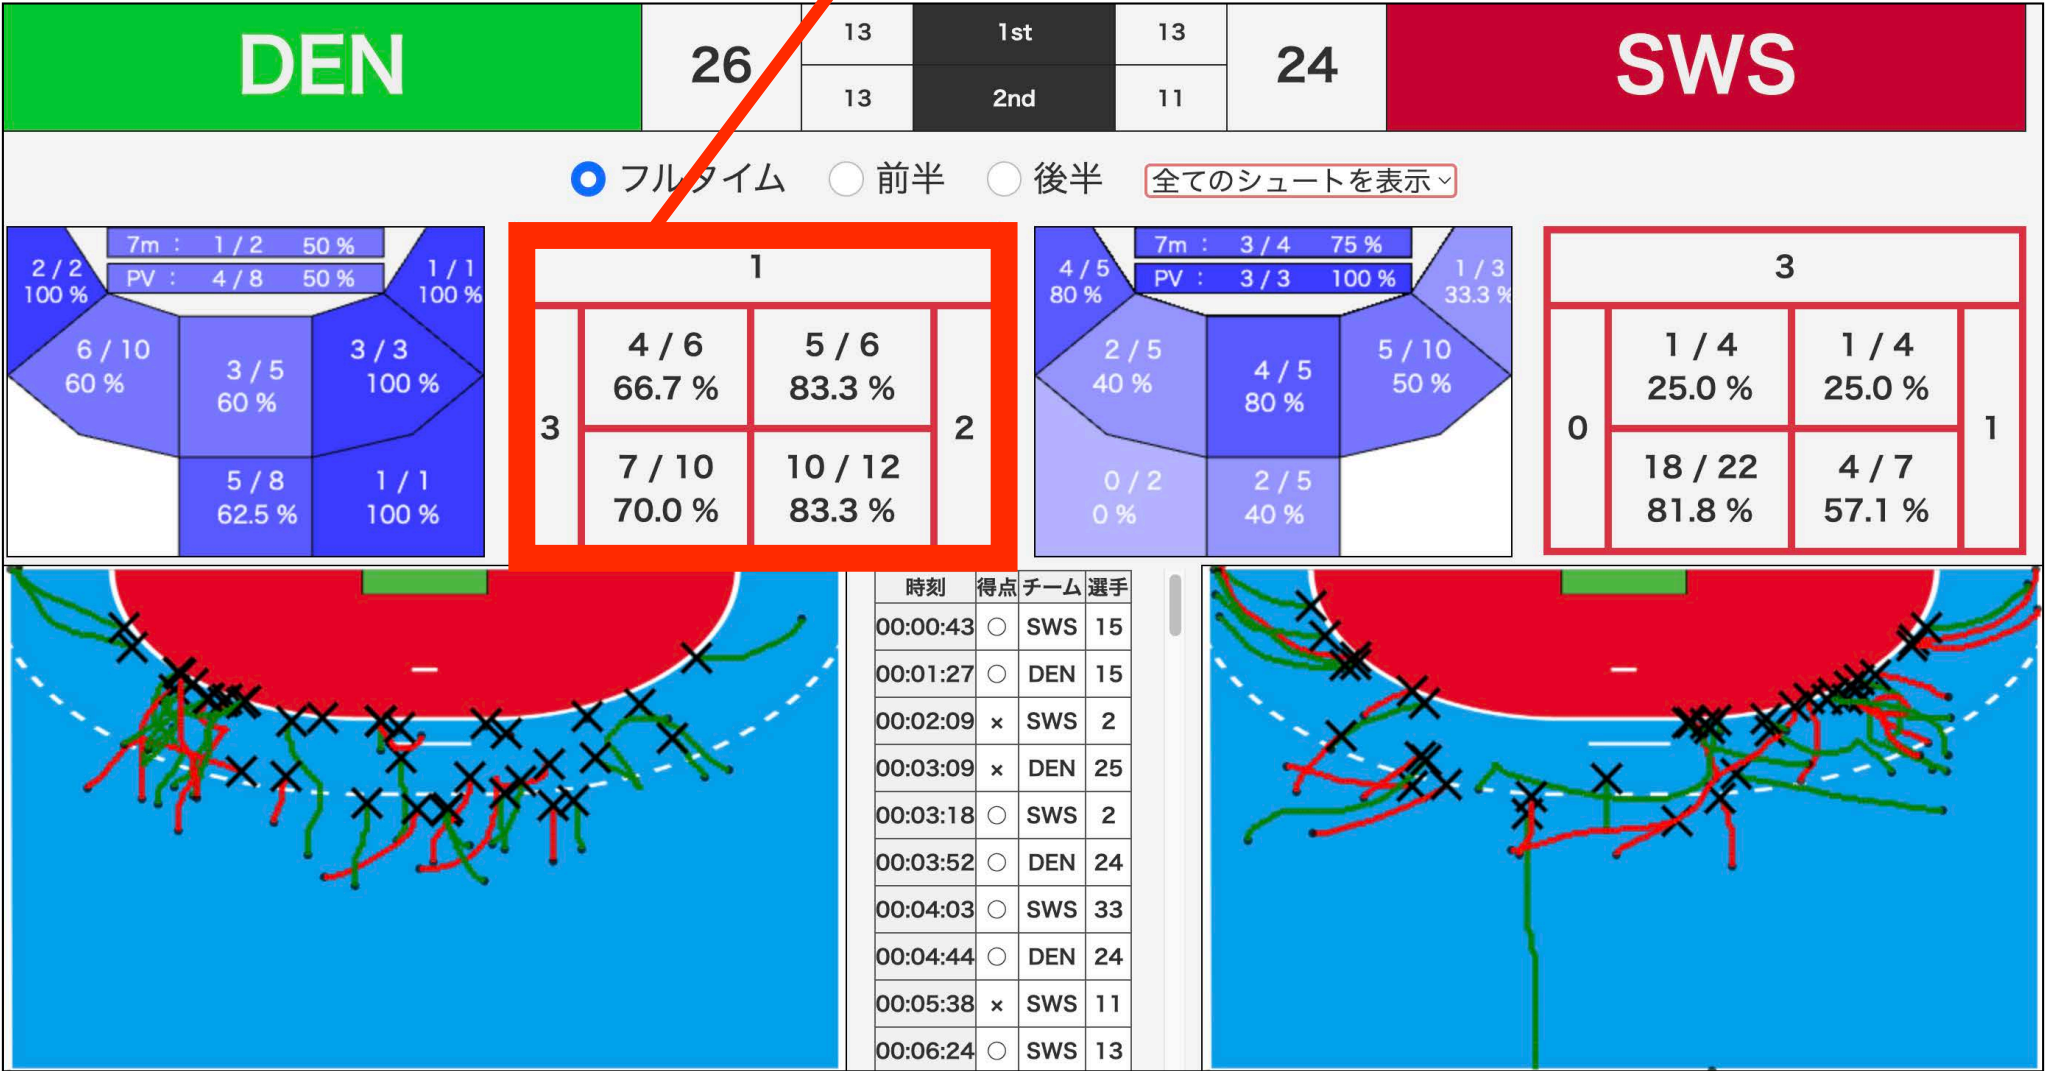 DEN 26 13 1st 13 24 SWS
13 2nd 11
フルタイム 前半 後半 全てのシュートを表示
7m : 1 / 2 50 %
PV : 4 / 8 50 %
2 / 2
100 %
1 / 1
100 %
6 / 10
60 %
3 / 5
60 %
3 / 3
100 %
5 / 8
62.5 %
1 / 1
100 %
1
3
4 / 6
66.7 %
5 / 6
83.3 %
2
7 / 10
70.0 %
10 / 12
83.3 %
7m : 3 / 4 75 %
PV : 3 / 3 100 %
4 / 5
80 %
1 / 3
33.3 %
2 / 5
40 %
4 / 5
80 %
5 / 10
50 %
0 / 2
0 %
2 / 5
40 %
3
0
1 / 4
25.0 %
1 / 4
25.0 %
1
18 / 22
81.8 %
4 / 7
57.1 %
時刻 得点 チーム 選手
00:00:43 ○ SWS 15
00:01:27 ○ DEN 15
00:02:09 × SWS 2
00:03:09 × DEN 25
00:03:18 ○ SWS 2
00:03:52 ○ DEN 24
00:04:03 ○ SWS 33
00:04:44 ○ DEN 24
00:05:38 × SWS 11
00:06:24 ○ SWS 13